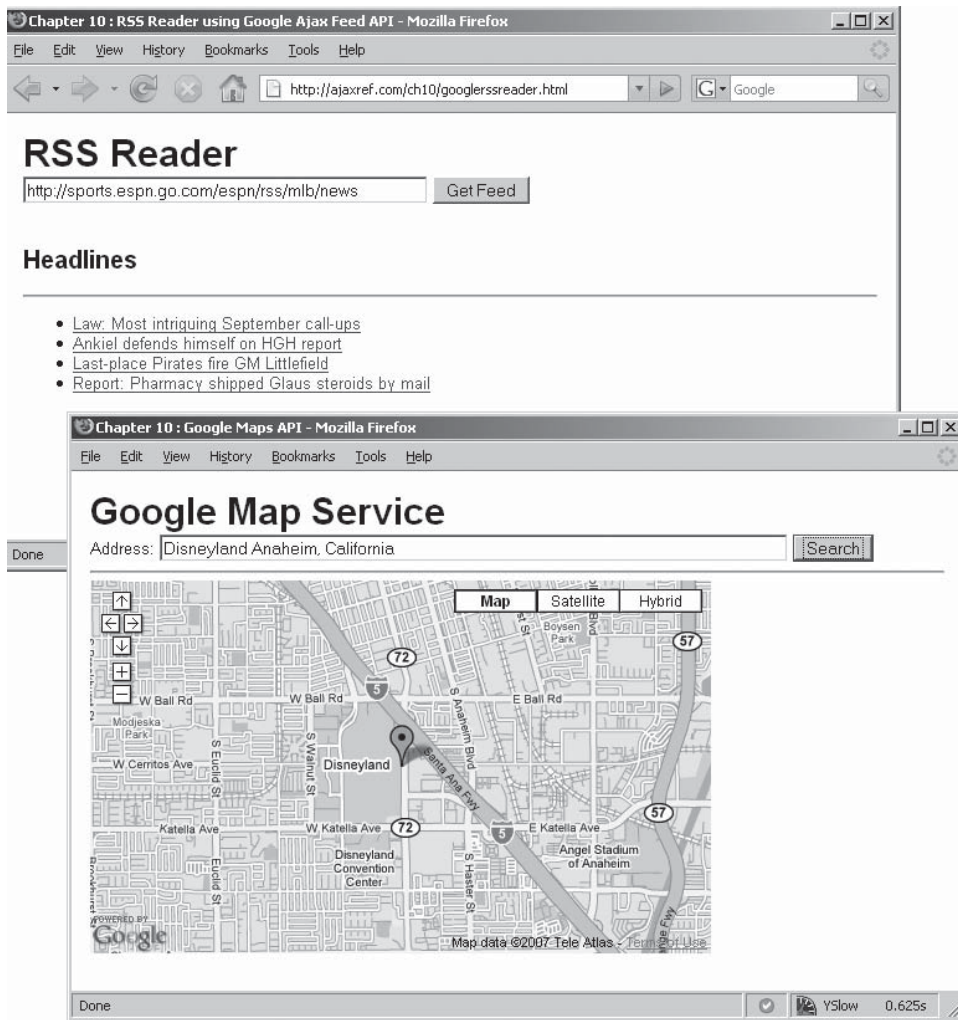 Chapter 10 : RSS Reader using Google Ajax Feed API - Mozilla Firefox
File Edit View History Bookmarks Tools Help
http://ajaxref.com/ch10/googlerssreader.html
G Google
RSS Reader
http://sports.espn.go.com/espn/rss/mlb/news Get Feed
Headlines
Law: Most intriguing September call-ups
Ankiel defends himself on HGH report
Last-place Pirates fire GM Littlefield
Report: Pharmacy shipped Glaus steroids by mail
Done
Chapter 10 : Google Maps API - Mozilla Firefox
File Edit View History Bookmarks Tools Help
Google Map Service
Address: Disneyland Anaheim, California Search
Map Satellite Hybrid
Boysen Park
57
72
5
W Ball Rd
W Ball Rd
E Ball Rd
Modjeska Park
S Anaheim Blvd
W Cerritos Ave
S Euclid St
S Walnut St
Disneyland
Santa Ana Fwy
57
Katella Ave
W Katella Ave
72
5
E Katella Ave
Angel Stadium of Anaheim
Disneyland Convention Center
S Euclid St
S Haster St
POWERED BY
Google
Map data ©2007 Tele Atlas - Terms of Use
Done
YSlow 0.625s